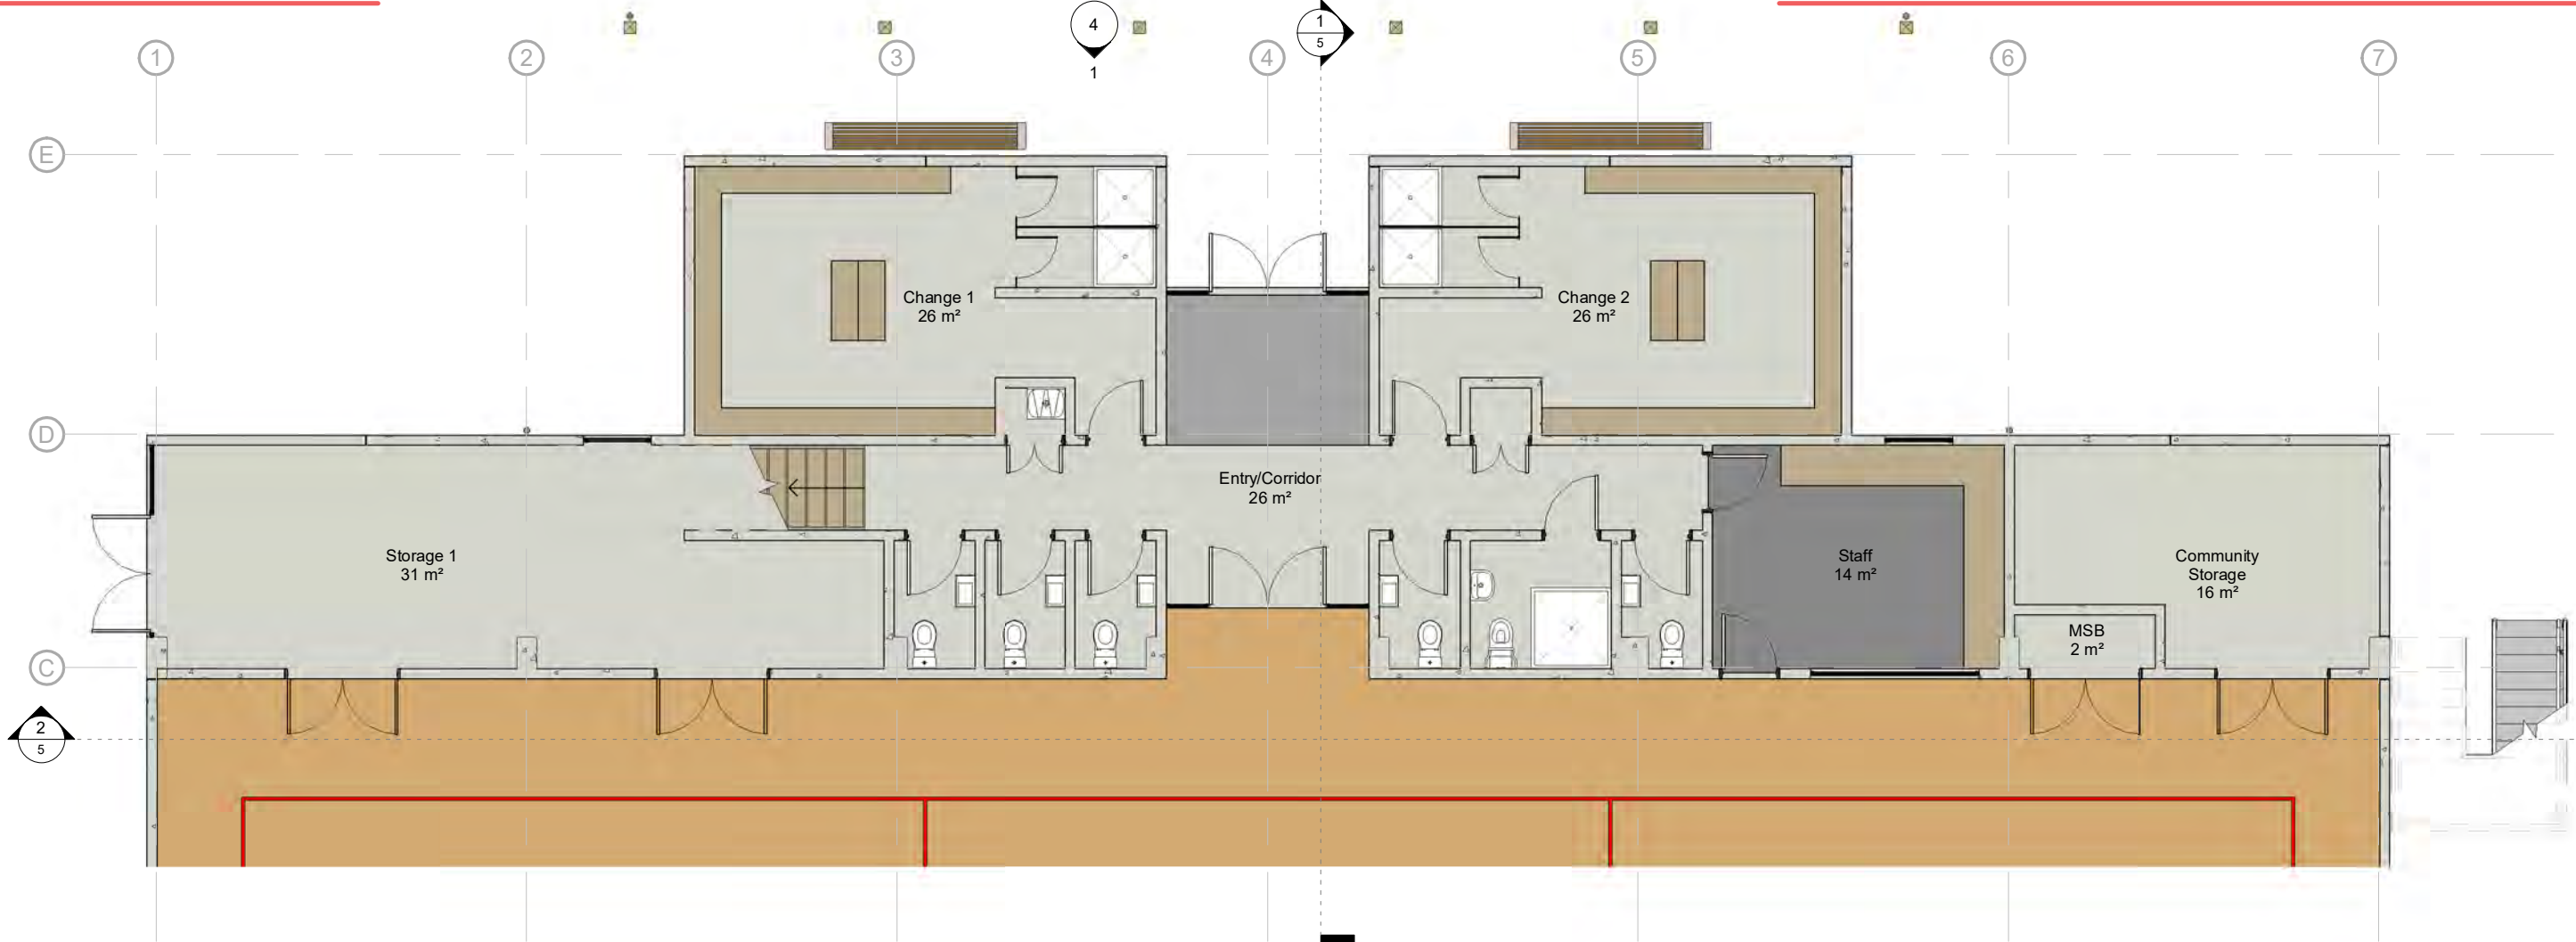 4
1
1
5
1
2
3
4
5
6
7
E
Change 1
26 m²
Change 2
26 m²
D
Entry/Corridor
26 m²
Storage 1
31 m²
Staff
14 m²
Community
Storage
16 m²
MSB
2 m²
C
2
5